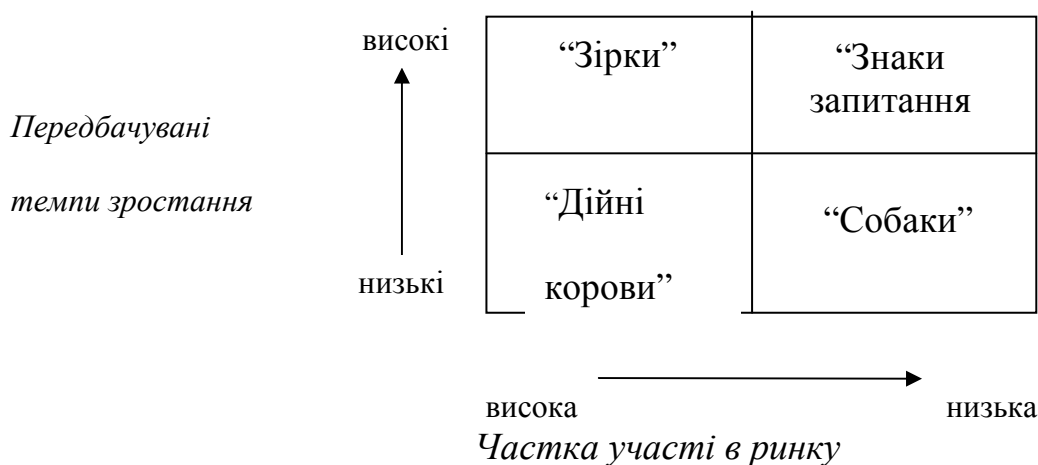 високі
“Зірки”
“Знаки
запитання
Передбачувані
темпи зростання
“Дійні
корови”
“Собаки”
низькі
висока
низька
Частка участі в ринку